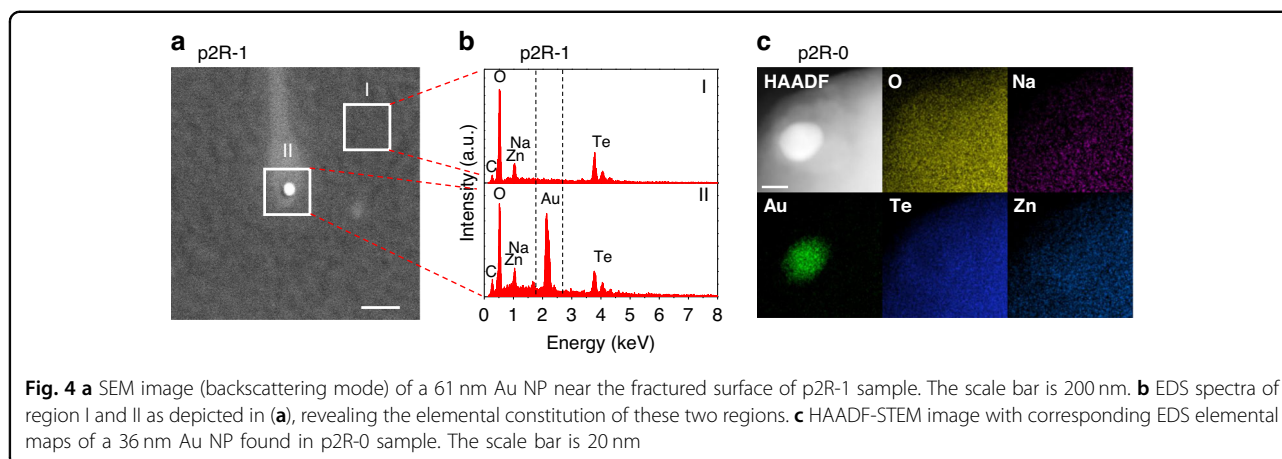 a
p2R-1
I
II
b
p2R-1
Intensity (a.u.)
O
I
Na
Zn
C
Te
O
Au
II
Na
Zn
C
Te
0 1 2 3 4 5 6 7 8
Energy (keV)
c
p2R-0
HAADF
O
Na
Au
Te
Zn
Fig. 4 a SEM image (backscattering mode) of a 61 nm Au NP near the fractured surface of p2R-1 sample. The scale bar is 200 nm. b EDS spectra of
region I and II as depicted in (a), revealing the elemental constitution of these two regions. c HAADF-STEM image with corresponding EDS elemental
maps of a 36 nm Au NP found in p2R-0 sample. The scale bar is 20 nm